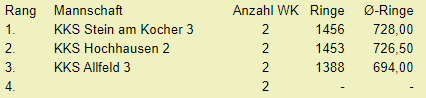 Rang Mannschaft Anzahl WK Ringe Ø-Ringe
1. KKS Stein am Kocher 3 2 1456 728,00
2. KKS Hochhausen 2 2 1453 726,50
3. KKS Allfeld 3 2 1388 694,00
4. 2 - -